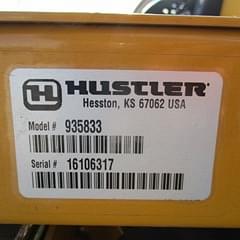 H HUSTLER
Hesston, KS 67062 USA
Model # 935833
Serial # 16106317